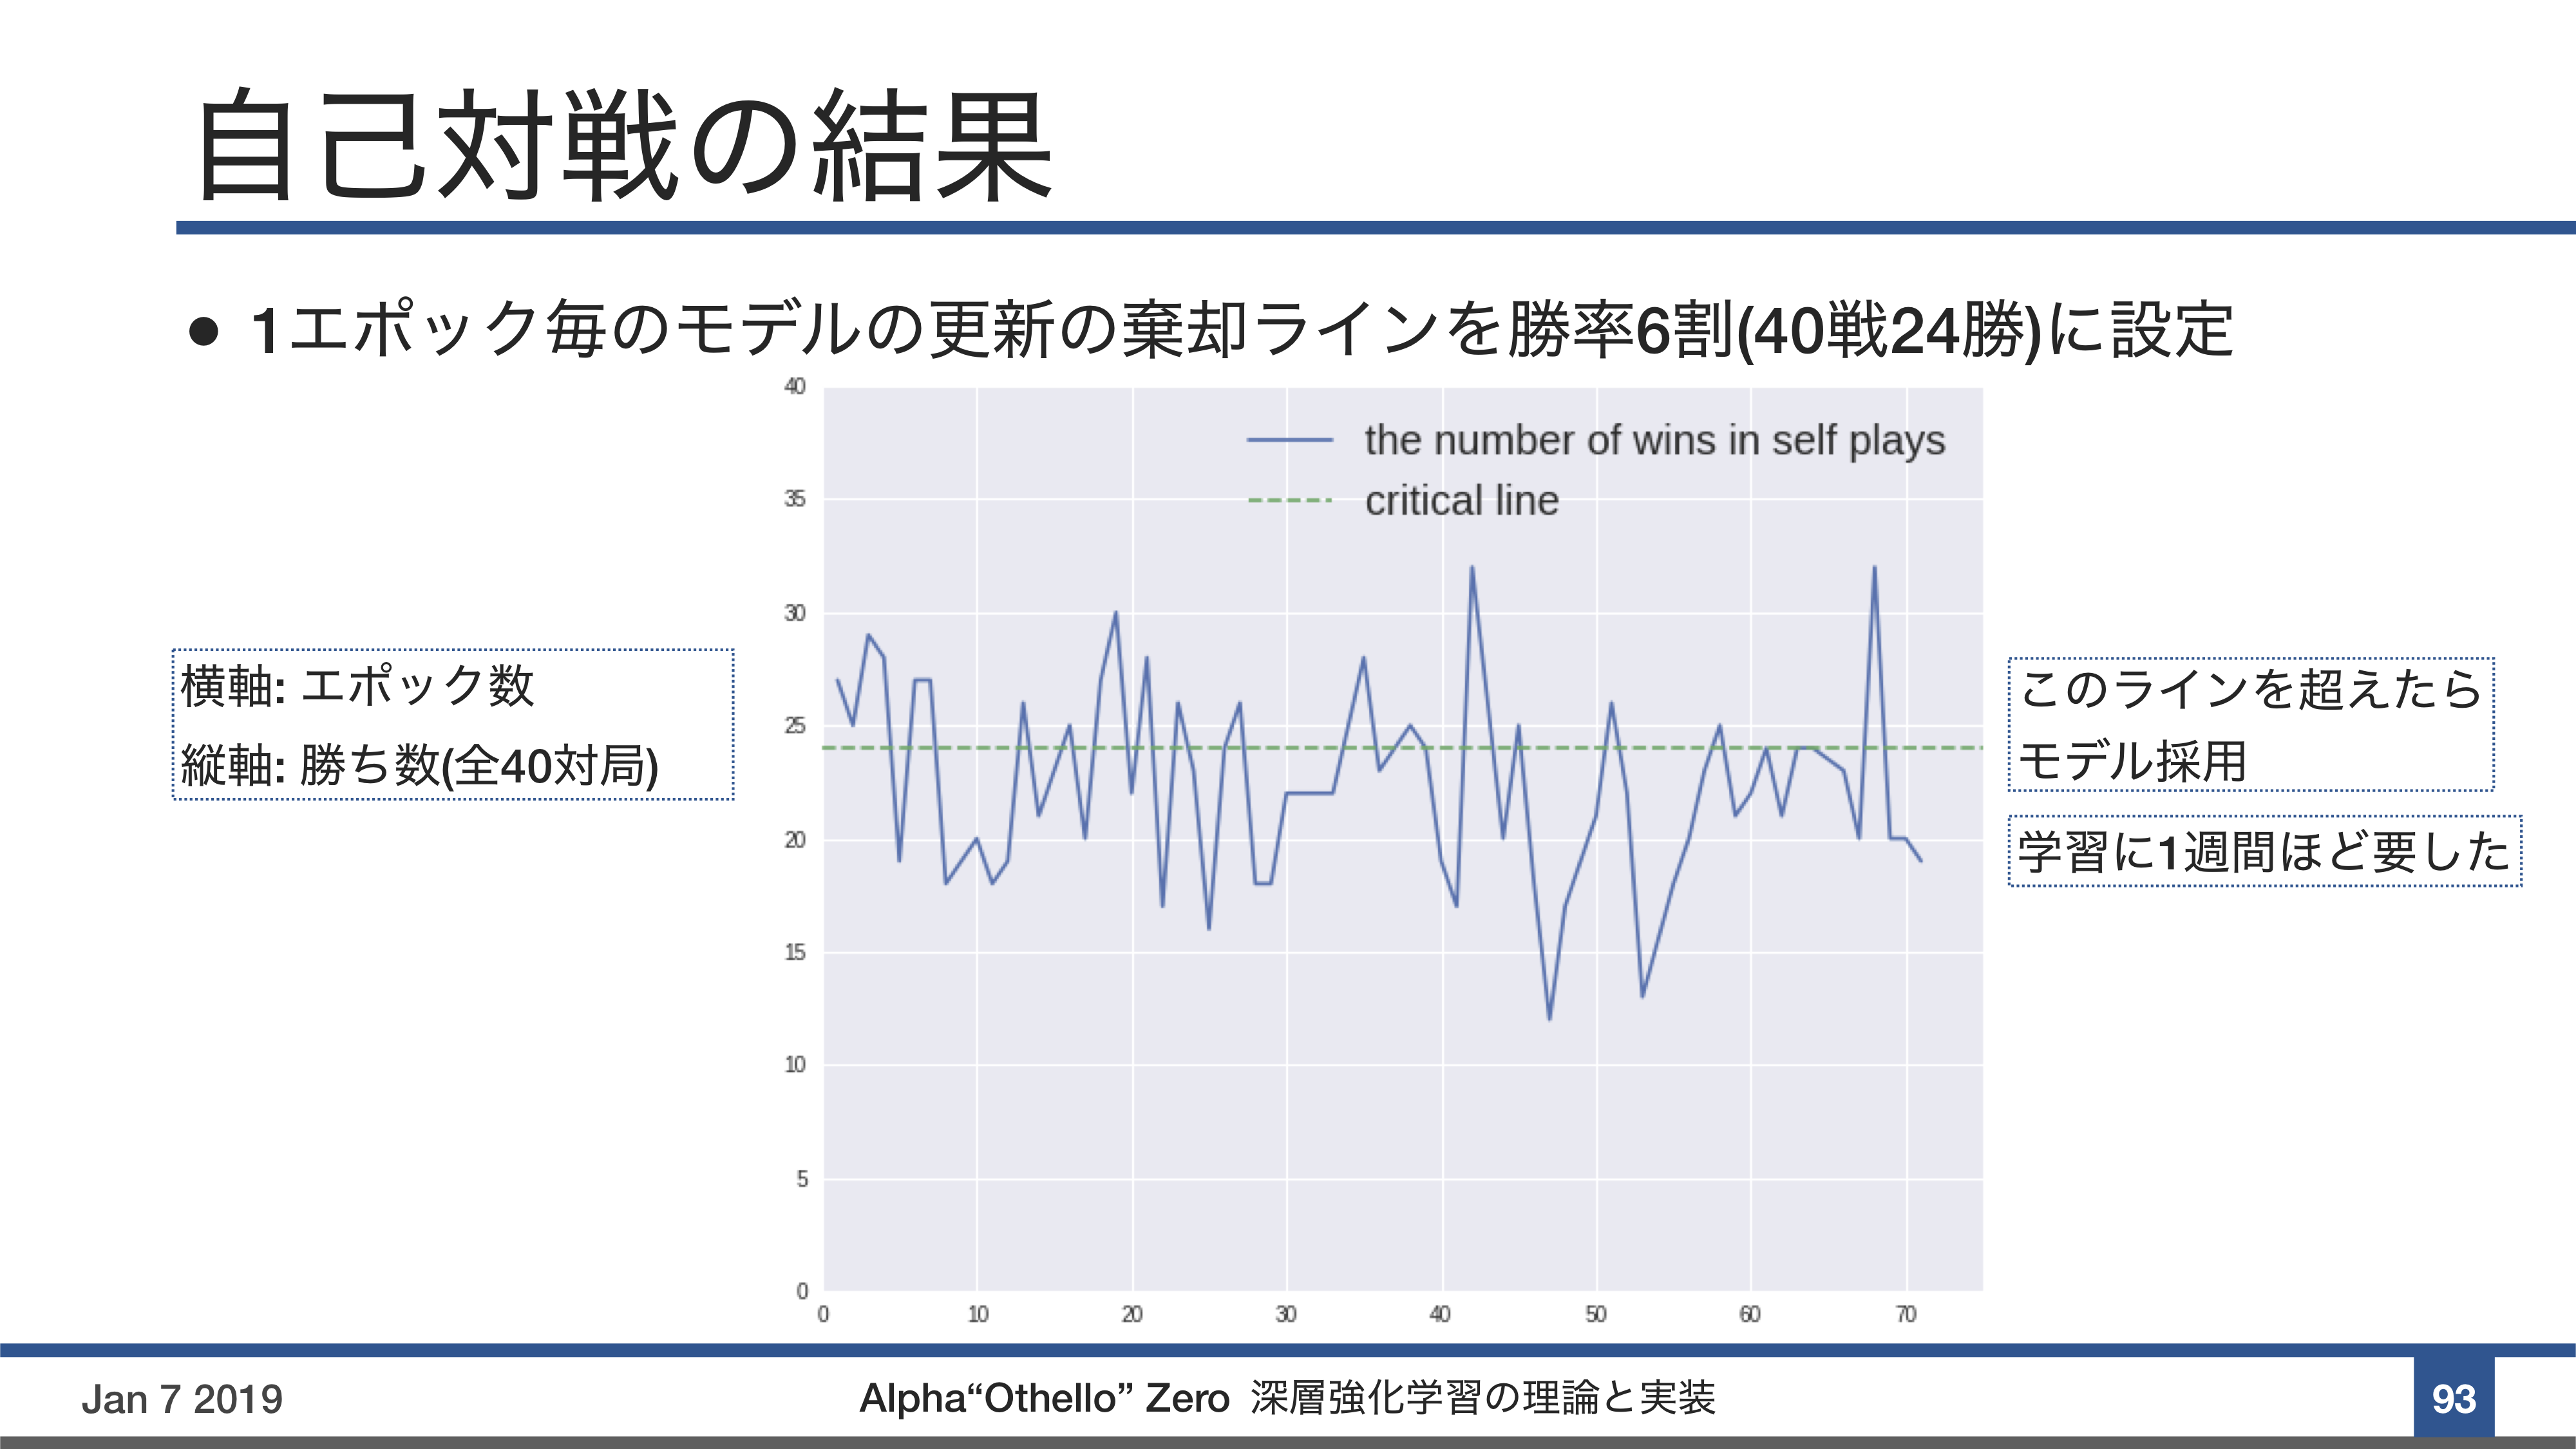 自己対戦の結果
● 1エポック毎のモデルの更新の棄却ラインを勝率6割(40戦24勝)に設定
横軸: エポック数
縦軸: 勝ち数(全40対局)
40
35
30
25
20
15
10
5
0
the number of wins in self plays
critical line
0 10 20 30 40 50 60 70
このラインを超えたら
モデル採用
学習に1週間ほど要した
Jan 7 2019
Alpha“Othello” Zero 深層強化学習の理論と実装
93